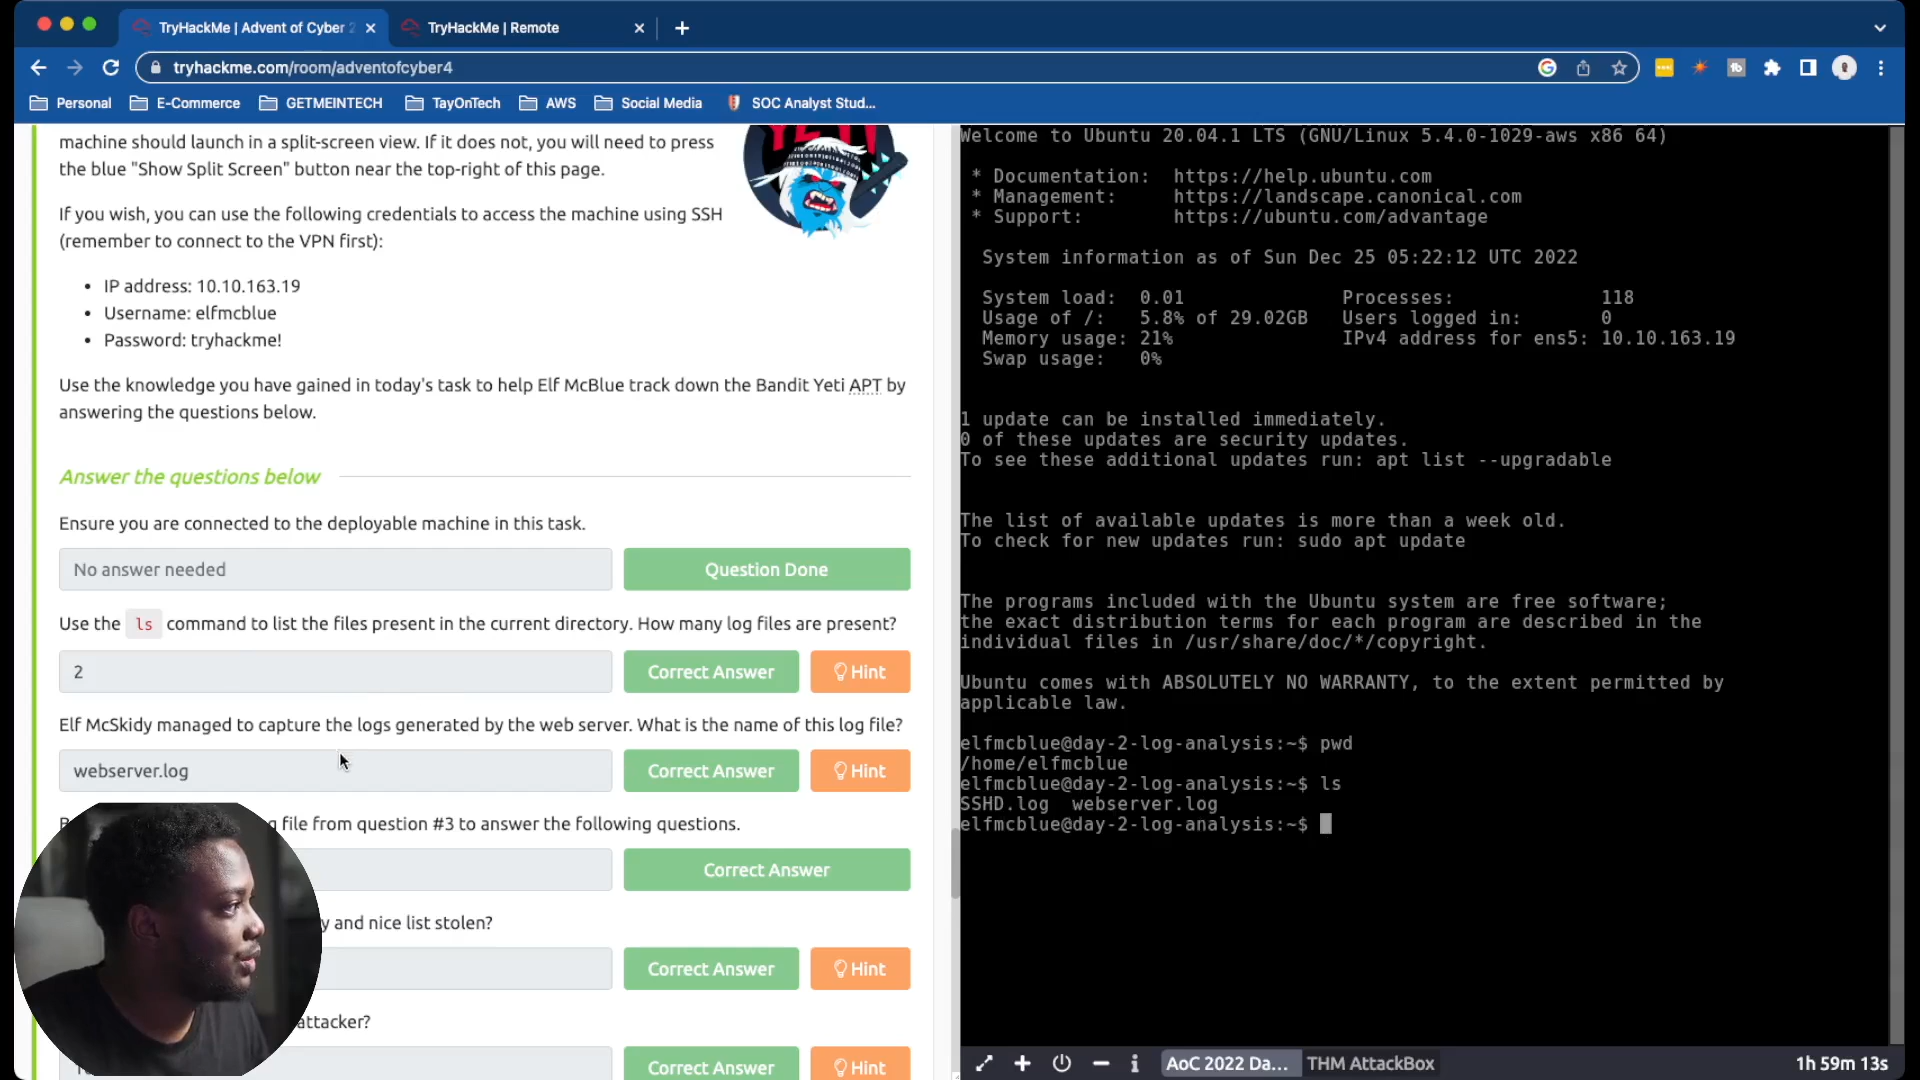 TryHackMe | Advent of Cyber 2
TryHackMe | Remote
tryhackme.com/room/adventofcyber4
Personal
E-Commerce
GETMEINTECH
TayOnTech
AWS
Social Media
SOC Analyst Stud...
machine should launch in a split-screen view. If it does not, you will need to press
the blue "Show Split Screen" button near the top-right of this page.
YETI
If you wish, you can use the following credentials to access the machine using SSH
(remember to connect to the VPN first):
• IP address: 10.10.163.19
• Username: elfmcblue
• Password: tryhackme!
Use the knowledge you have gained in today's task to help Elf McBlue track down the Bandit Yeti APT by
answering the questions below.
Answer the questions below
Ensure you are connected to the deployable machine in this task.
No answer needed
Question Done
Use the ls command to list the files present in the current directory. How many log files are present?
2
Correct Answer
Hint
Elf McSkidy managed to capture the logs generated by the web server. What is the name of this log file?
webserver.log
Correct Answer
Hint
file from question #3 to answer the following questions.
Correct Answer
and nice list stolen?
Correct Answer
Hint
attacker?
Correct Answer
Hint
Welcome to Ubuntu 20.04.1 LTS (GNU/Linux 5.4.0-1029-aws x86_64)
* Documentation: https://help.ubuntu.com
* Management: https://landscape.canonical.com
* Support: https://ubuntu.com/advantage
System information as of Sun Dec 25 05:22:12 UTC 2022
System load: 0.01 Processes: 118
Usage of /: 5.8% of 29.02GB Users logged in: 0
Memory usage: 21% IPv4 address for ens5: 10.10.163.19
Swap usage: 0%
1 update can be installed immediately.
0 of these updates are security updates.
To see these additional updates run: apt list --upgradable
The list of available updates is more than a week old.
To check for new updates run: sudo apt update
The programs included with the Ubuntu system are free software;
the exact distribution terms for each program are described in the
individual files in /usr/share/doc/*/copyright.
Ubuntu comes with ABSOLUTELY NO WARRANTY, to the extent permitted by
applicable law.
elfmcblue@day-2-log-analysis:~$ pwd
/home/elfmcblue
elfmcblue@day-2-log-analysis:~$ ls
SSHD.log webserver.log
elfmcblue@day-2-log-analysis:~$
AoC 2022 Da...
THM AttackBox
1h 59m 13s